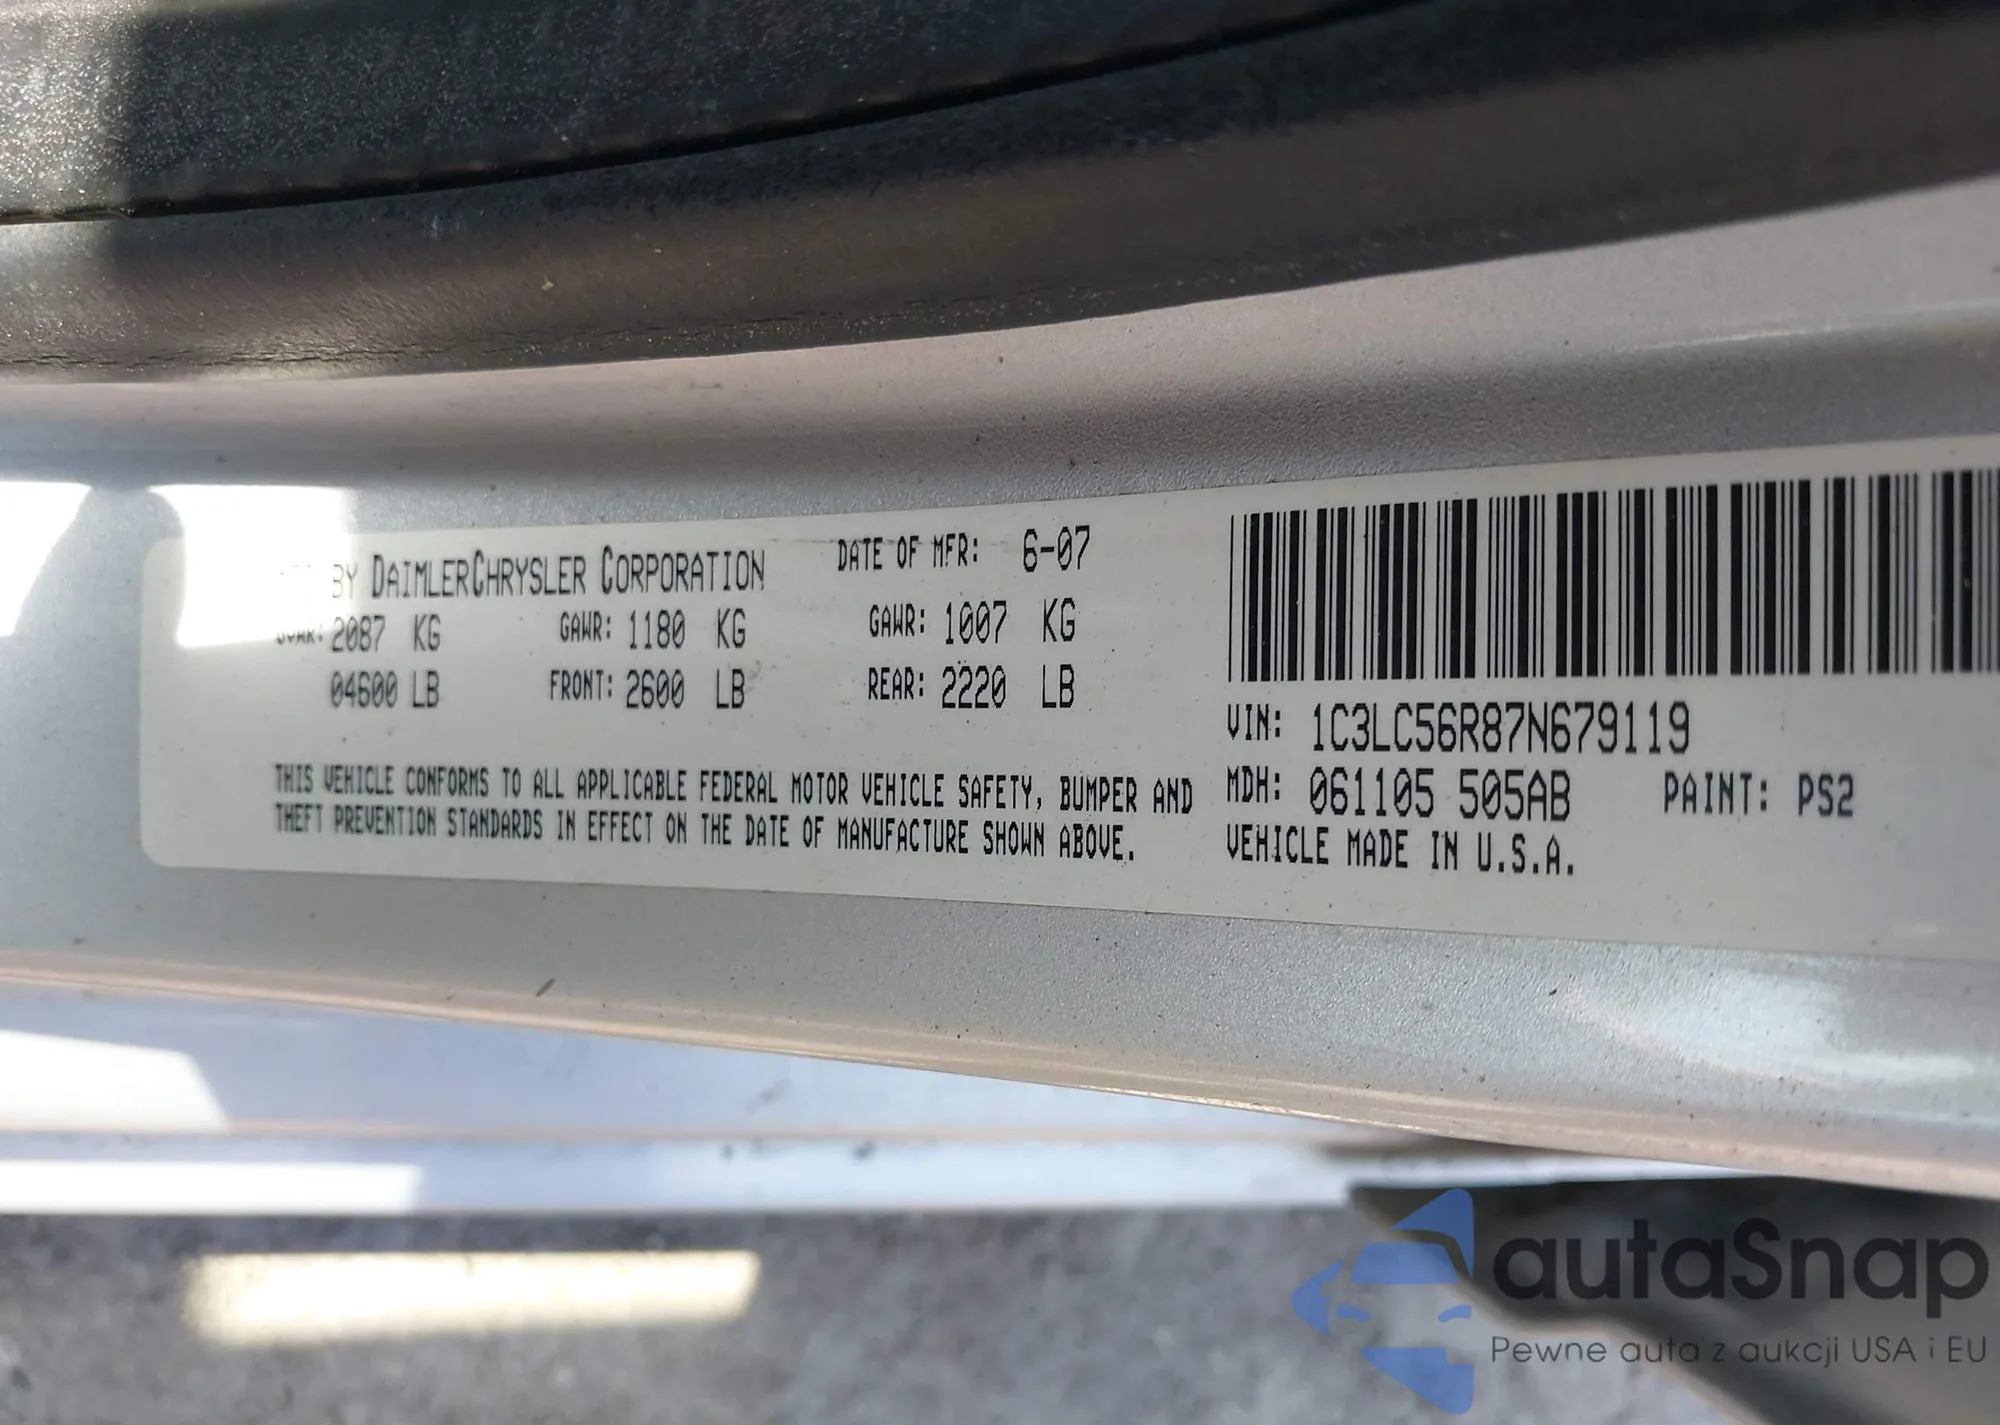 BY DAIMLERCHRYSLER CORPORATION DATE OF MFR: 6-07
2087 KG GAWR: 1180 KG GAWR: 1007 KG
04600 LB FRONT: 2600 LB REAR: 2220 LB
THIS VEHICLE CONFORMS TO ALL APPLICABLE FEDERAL MOTOR VEHICLE SAFETY, BUMPER AND
THEFT PREVENTION STANDARDS IN EFFECT ON THE DATE OF MANUFACTURE SHOWN ABOVE.
VIN: 1C3LC56R87N679119
MDH: 061105 505AB PAINT: PS2
VEHICLE MADE IN U.S.A.
autaSnap
Pewne auta z aukcji USA i EU